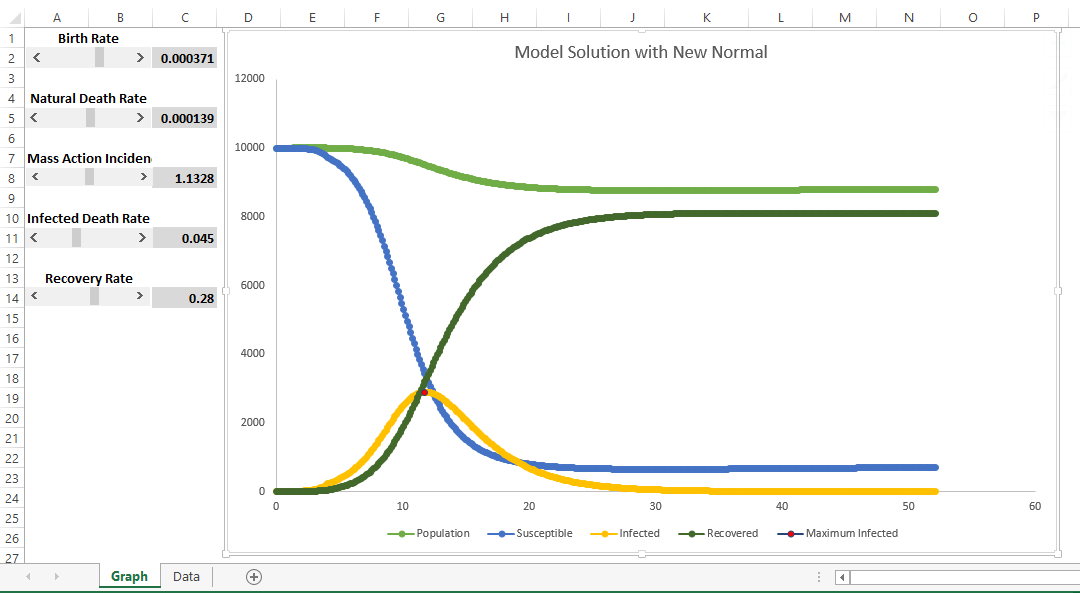 A B C D E F G H I J K L M N O P
1 Birth Rate
2 0.000371
3
4 Natural Death Rate
5 0.000139
6
7 Mass Action Inciden
8 1.1328
9
10 Infected Death Rate
11 0.045
12
13 Recovery Rate
14 0.28
15
16
17
18
19
20
21
22
23
24
25
26
27
Model Solution with New Normal
12000
10000
8000
6000
4000
2000
0
0 10 20 30 40 50 60
Population Susceptible Infected Recovered Maximum Infected
Graph Data